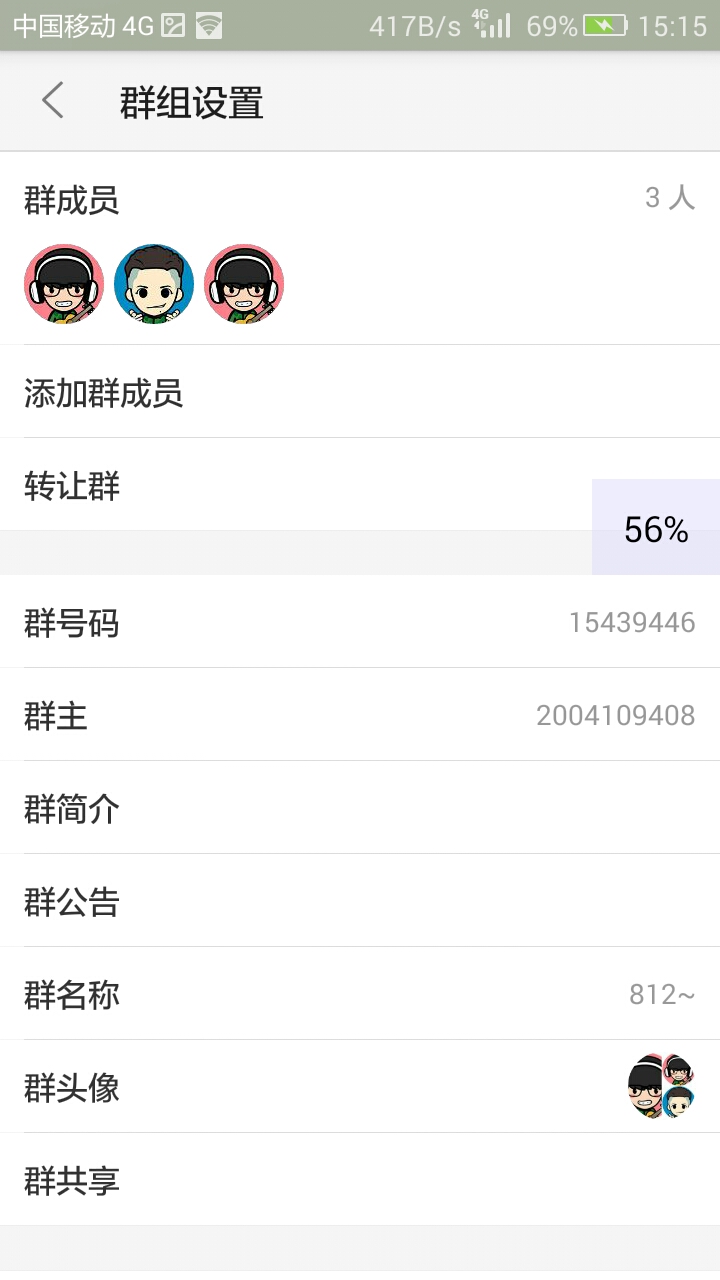 中国移动 4G 417B/s 4G 69% 15:15
群组设置
群成员 3 人
添加群成员
转让群
56%
群号码 15439446
群主 2004109408
群简介
群公告
群名称 812~
群头像
群共享